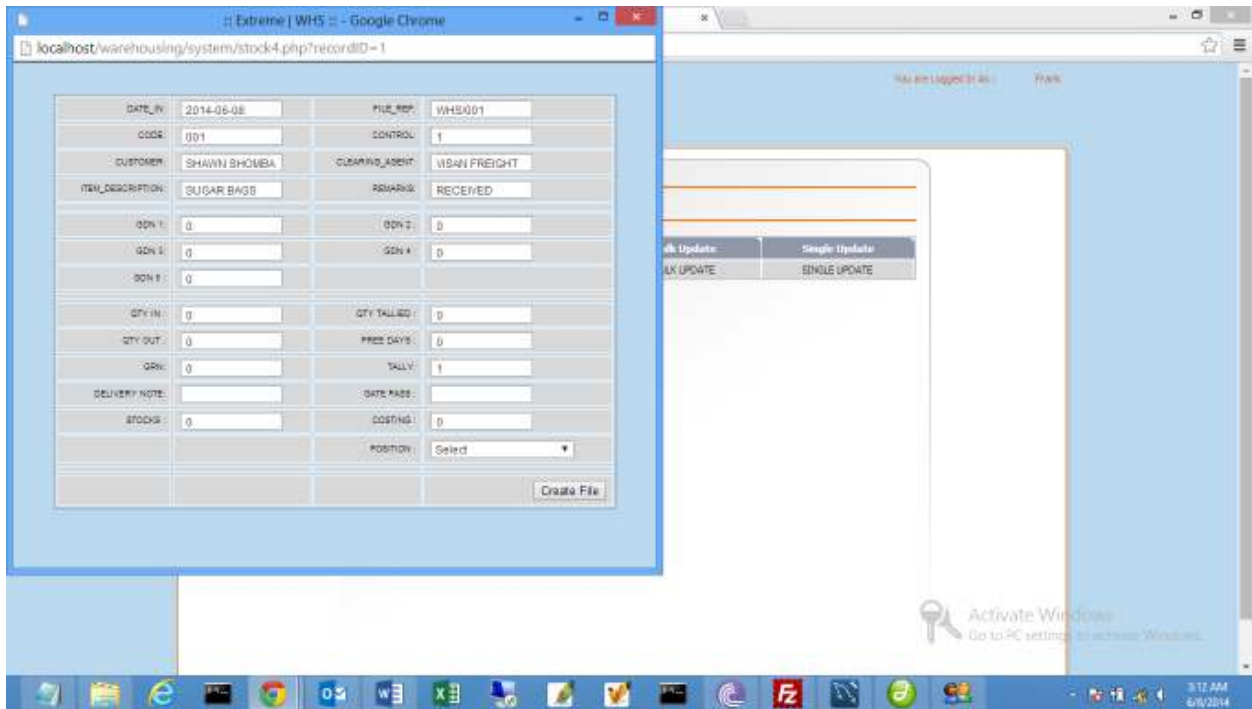 :: Extreme | WHS :: - Google Chrome
localhost/warehousing/system/stock4.php?recordID=1
You are Logged In As : Frank
DATE_IN: 2014-06-08 FILE_REF: WHS/001
CODE: 001 CONTROL: 1
CUSTOMER: SHAWN SHOMBA CLEARING_AGENT: VISAN FREIGHT
ITEM_DESCRIPTION: SUGAR BAGS REMARKS: RECEIVED
GDN 1: 0 GDN 2: 0
GDN 3: 0 GDN 4: 0
GDN 5: 0
QTY IN: 0 QTY TALLIED: 0
QTY OUT: 0 FREE DAYS: 0
GRN: 0 TALLY: 1
DELIVERY NOTE: GATE PASS:
STOCKS: 0 COSTING: 0
POSITION: Select
Create File
lk Update Single Update
LK UPDATE SINGLE UPDATE
Activate Windows
Go to PC settings to activate Windows.
3:12 AM
6/8/2014